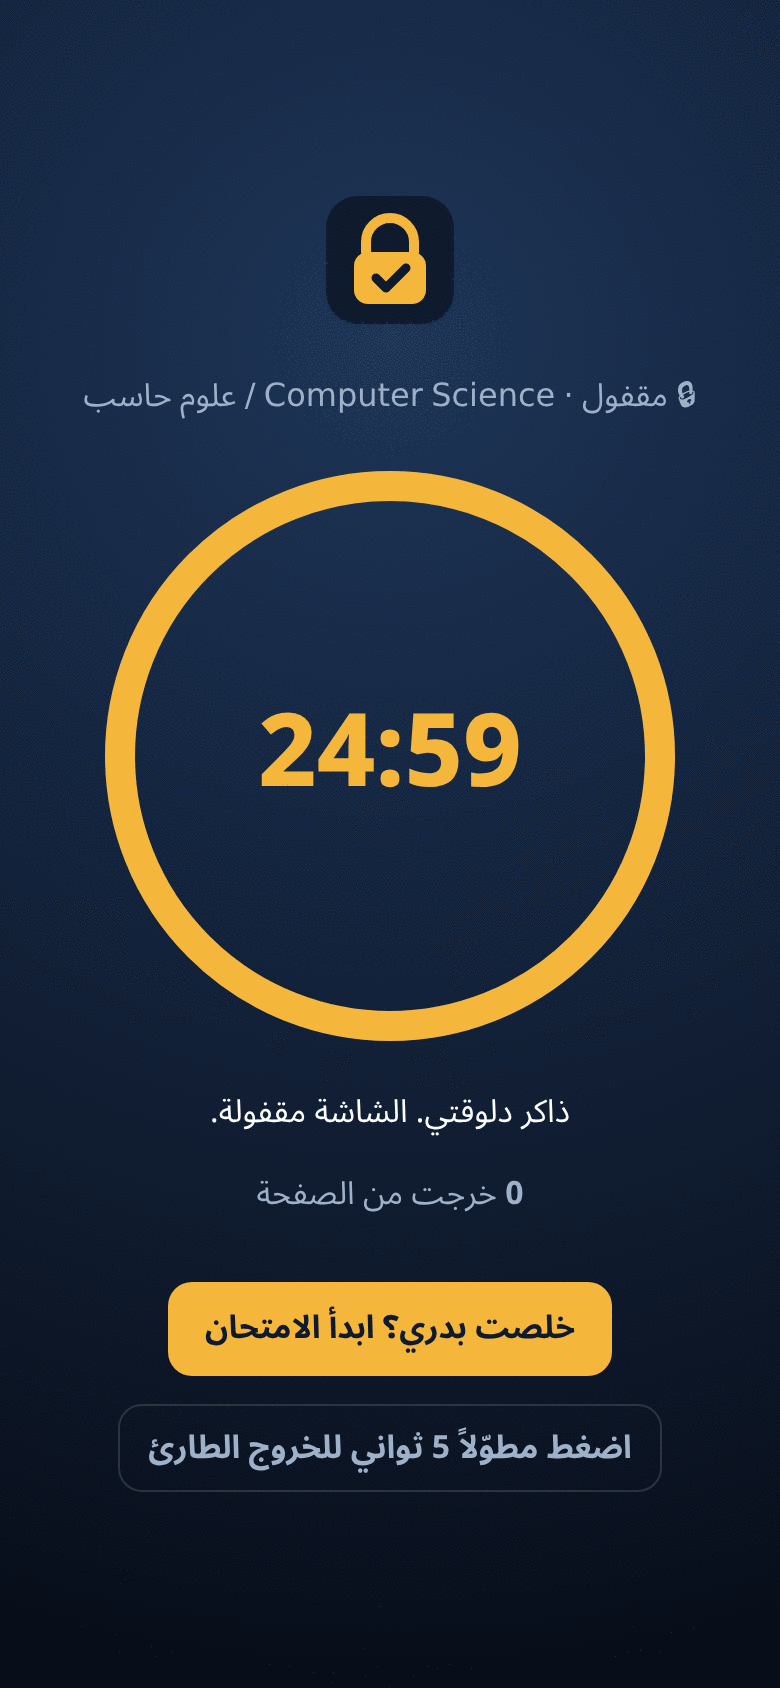 🔒 مقفول · Computer Science / علوم حاسب
24:59
ذاكر دلوقتي. الشاشة مقفولة.
0 خرجت من الصفحة
خلصت بدري؟ ابدأ الامتحان
اضغط مطوّلاً 5 ثواني للخروج الطارئ